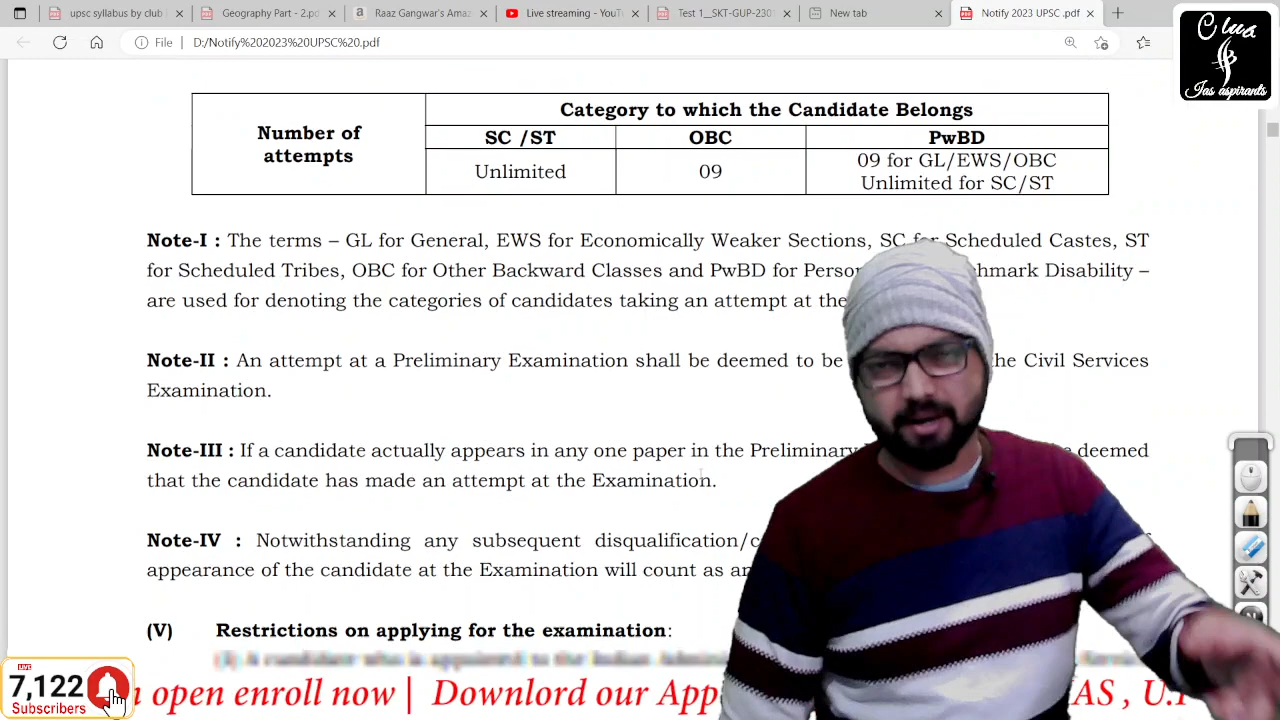 upsc syllabus by club
Geography Part - 2.pd
Raaz Gangwar's Amaz
Live streaming - YouTu
Test 1__SKT-GUP-230
New tab
Notify 2023 UPSC .pdf
File
D:/Notify%202023%20UPSC%20.pdf
Clua
Ias aspirants
Number of attempts
Category to which the Candidate Belongs
SC /ST
OBC
PwBD
Unlimited
09
09 for GL/EWS/OBC
Unlimited for SC/ST
Note-I : The terms – GL for General, EWS for Economically Weaker Sections, SC for Scheduled Castes, ST
for Scheduled Tribes, OBC for Other Backward Classes and PwBD for Disability –
are used for denoting the categories of candidates taking an attempt at the
Note-II : An attempt at a Preliminary Examination shall be deemed to be the Civil Services
Examination.
Note-III : If a candidate actually appears in any one paper in the Preliminary deemed
that the candidate has made an attempt at the Examination.
Note-IV : Notwithstanding any subsequent
appearance of the candidate at the Examination will count as
(V) Restrictions on applying for the examination:
LIVE
7,122
Subscribers
open enroll now | Downlord our App IAS , U.P